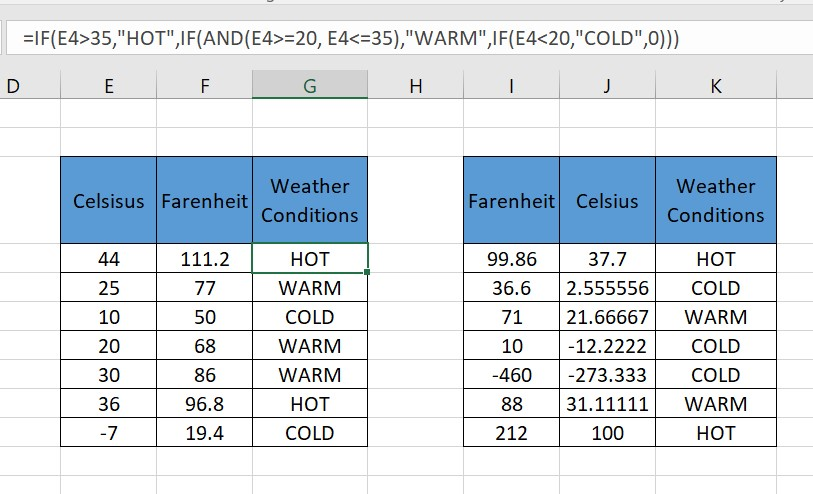 =IF(E4>35,"HOT",IF(AND(E4>=20, E4<=35),"WARM",IF(E4<20,"COLD",0)))
D E F G H I J K
Celsisus Farenheit Weather Conditions Farenheit Celsius Weather Conditions
44 111.2 HOT 99.86 37.7 HOT
25 77 WARM 36.6 2.555556 COLD
10 50 COLD 71 21.66667 WARM
20 68 WARM 10 -12.2222 COLD
30 86 WARM -460 -273.333 COLD
36 96.8 HOT 88 31.11111 WARM
-7 19.4 COLD 212 100 HOT